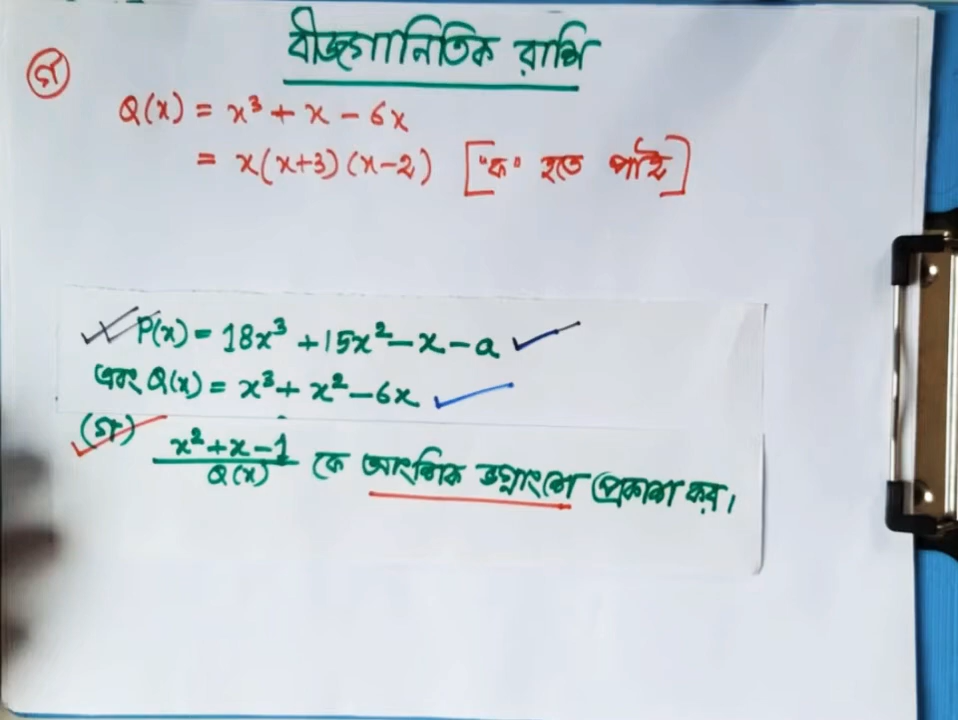 বীজগানিতিক রাশি
গ
Q(x) = x³ + x - 6x
= x(x+3)(x-2) ["ক" হতে পাই]
P(x) = 18x³ + 15x² - x - a
এবং Q(x) = x³ + x² - 6x
(গ) x² + x - 1 / Q(x) কে আংশিক ভগ্নাংশে প্রকাশ কর।